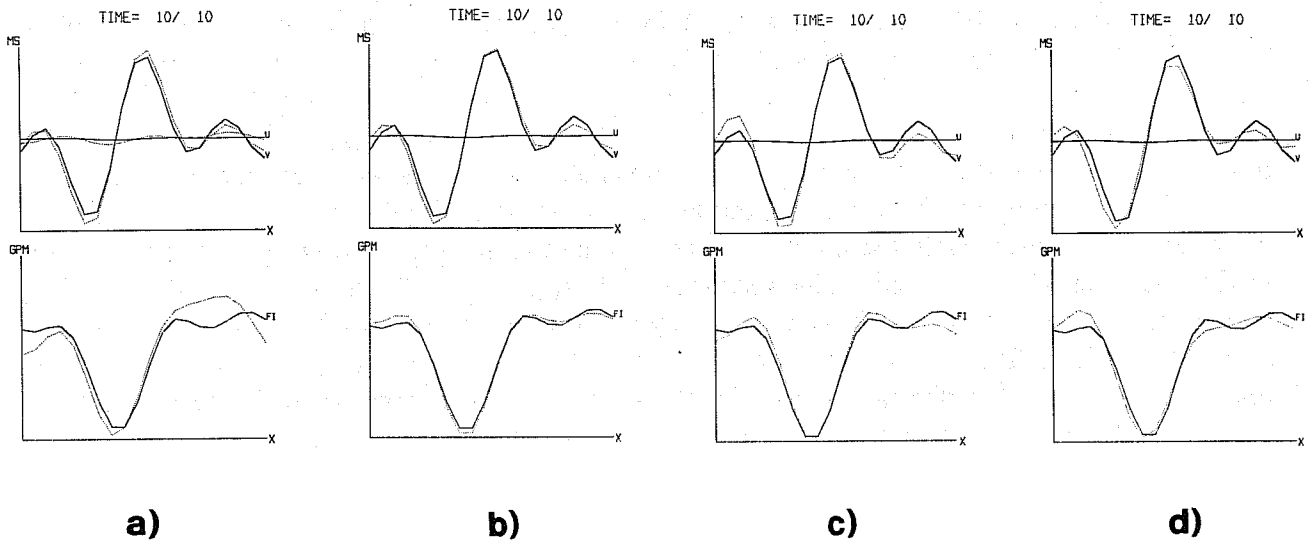 TIME= 10/ 10
TIME= 10/ 10
TIME= 10/ 10
TIME= 10/ 10
MS
U
V
X
MS
U
V
X
MS
U
V
X
MS
U
V
X
GPM
FI
X
GPM
FI
X
GPM
FI
X
GPM
FI
X
a)
b)
c)
d)